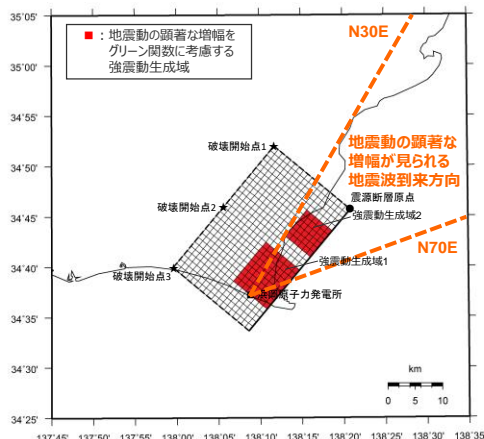 35°05'
35°00'
34°55'
34°50'
34°45'
34°40'
34°35'
34°30'
34°25'
■ : 地震動の顕著な増幅を
グリーン関数に考慮する
強震動生成域
N30E
破壊開始点1
地震動の顕著な
増幅が見られる
地震波到来方向
震源断層原点
破壊開始点2
強震動生成域2
N70E
強震動生成域1
破壊開始点3
原子力発電所
km
0 5 10
137°45' 137°50' 137°55' 138°00' 138°05' 138°10' 138°15' 138°20' 138°25' 138°30' 138°35'